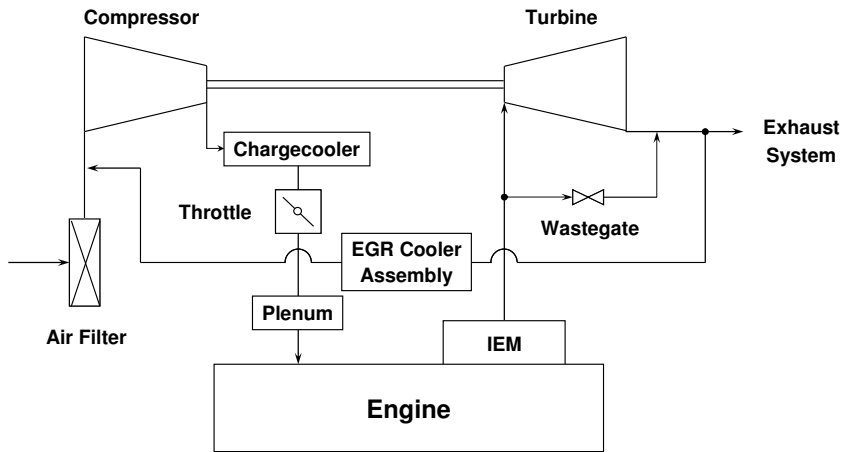 Compressor
Turbine
Chargecooler
Exhaust
System
Throttle
Wastegate
EGR Cooler
Assembly
Plenum
Air Filter
IEM
Engine